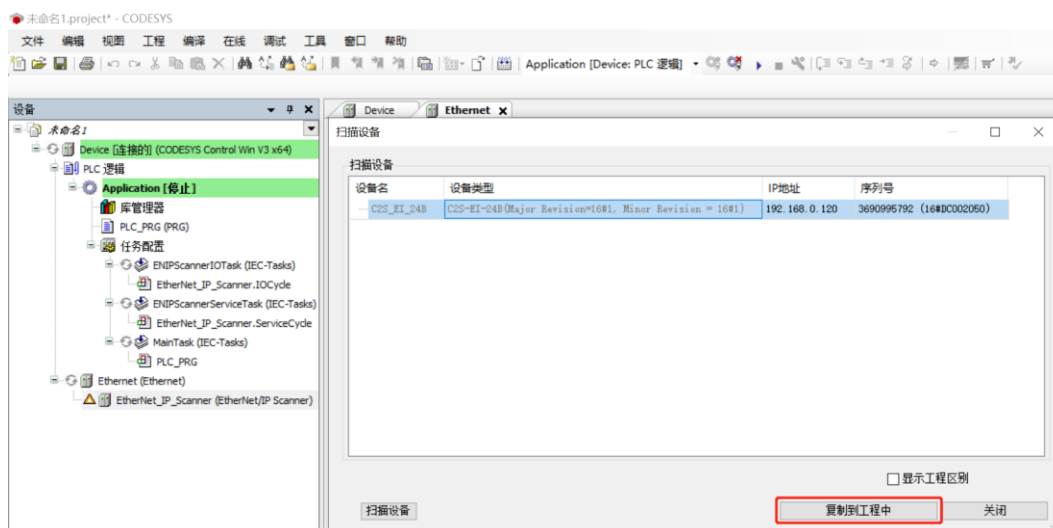 未命名1.project* - CODESYS
文件 编辑 视图 工程 编译 在线 调试 工具 窗口 帮助
Application [Device: PLC 逻辑]
设备
未命名1
Device [连接的] (CODESYS Control Win V3 x64)
PLC 逻辑
Application [停止]
库管理器
PLC_PRG (PRG)
任务配置
ENIPScannerIOTask (IEC-Tasks)
EtherNet_IP_Scanner.IOCycle
ENIPScannerServiceTask (IEC-Tasks)
EtherNet_IP_Scanner.ServiceCycle
MainTask (IEC-Tasks)
PLC_PRG
Ethernet (Ethernet)
EtherNet_IP_Scanner (EtherNet/IP Scanner)
Device Ethernet
扫描设备
扫描设备
设备名 设备类型 IP地址 序列号
C2S_EI_24B C2S-EI-24B(Major Revision=16#1, Minor Revision = 16#1) 192.168.0.120 3690995792 (16#DC002050)
显示工程区别
扫描设备 复制到工程中 关闭